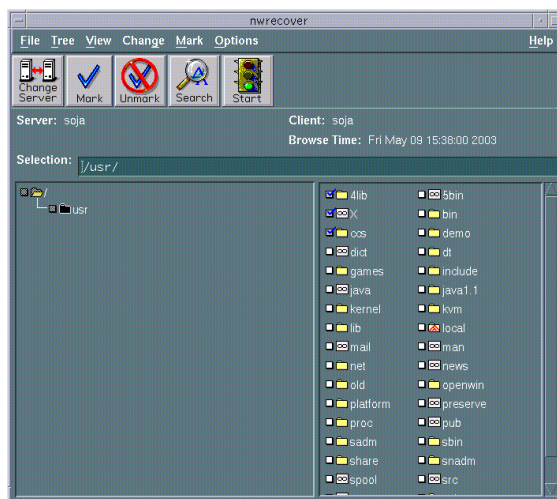 nwrecover
File Tree View Change Mark Options Help
Change Server
Mark
Unmark
Search
Start
Server: soja
Client: soja
Browse Time: Fri May 09 15:38:00 2003
Selection: /usr/
/
usr
4lib 5bin
X bin
ccs demo
dict dt
games include
java java1.1
kernel kvm
lib local
mail man
net news
old openwin
platform preserve
proc pub
sadm sbin
share snadm
spool src